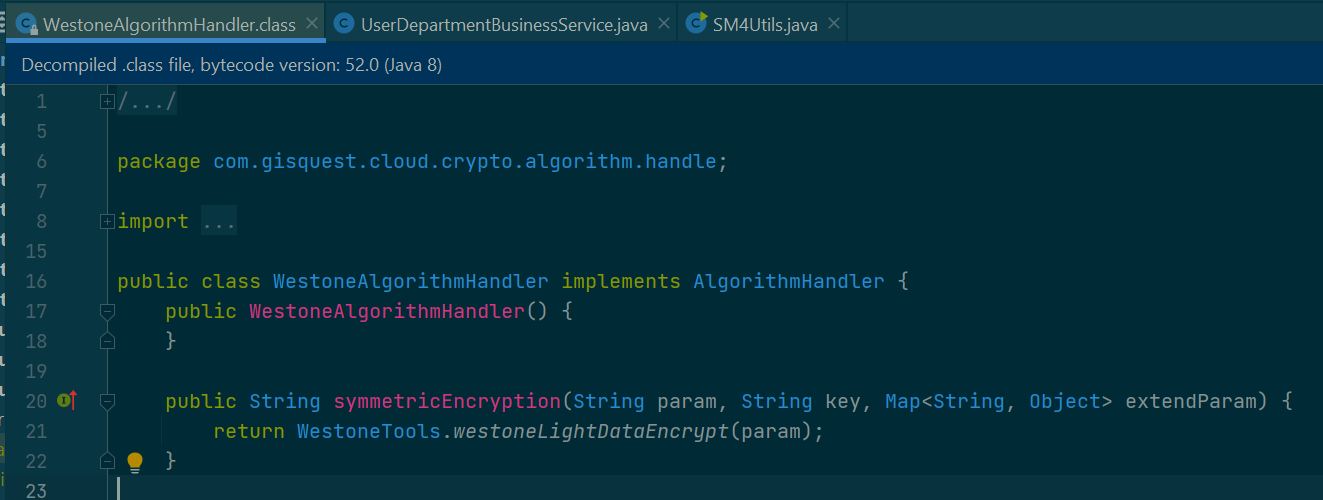 WestoneAlgorithmHandler.class UserDepartmentBusinessService.java SM4Utils.java
Decompiled .class file, bytecode version: 52.0 (Java 8)
1 /.../
5
6 package com.gisquest.cloud.crypto.algorithm.handle;
7
8 import ...
15
16 public class WestoneAlgorithmHandler implements AlgorithmHandler {
17 public WestoneAlgorithmHandler() {
18 }
19
20 public String symmetricEncryption(String param, String key, Map<String, Object> extendParam) {
21 return WestoneTools.westoneLightDataEncrypt(param);
22 }
23